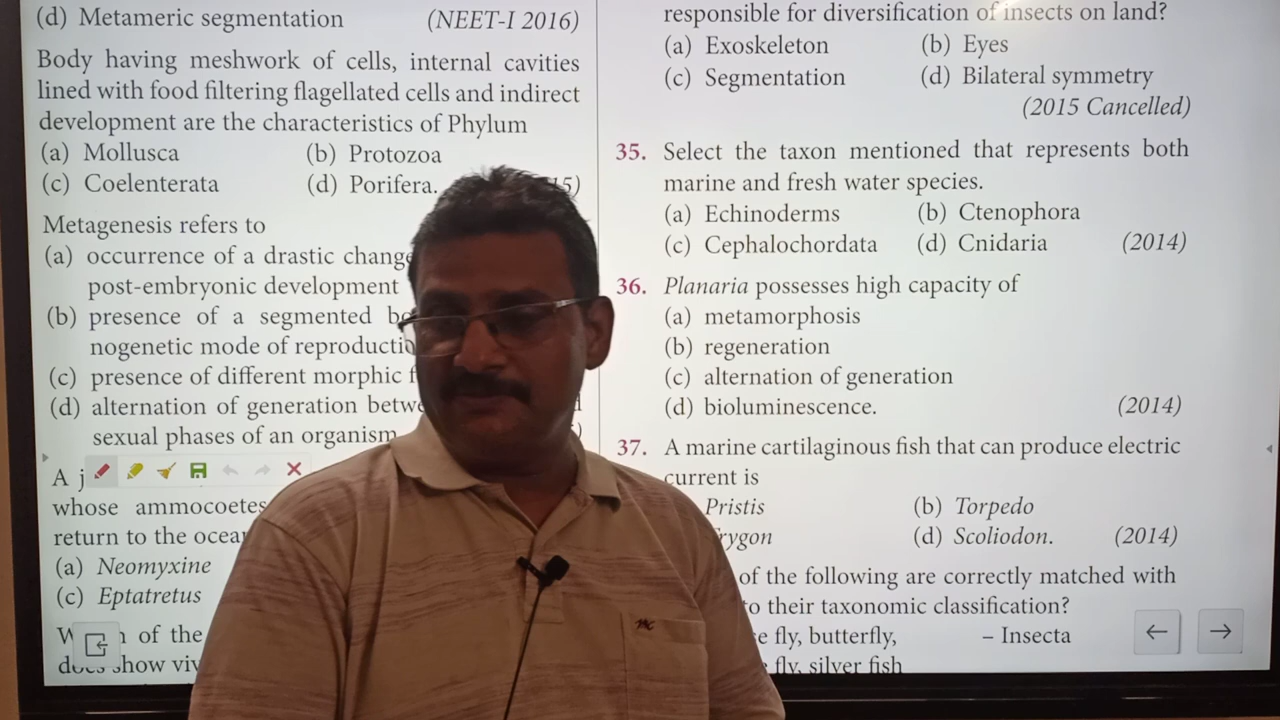 (d) Metameric segmentation (NEET-I 2016)
Body having meshwork of cells, internal cavities
lined with food filtering flagellated cells and indirect
development are the characteristics of Phylum
(a) Mollusca (b) Protozoa
(c) Coelenterata (d) Porifera. 15)
Metagenesis refers to
(a) occurrence of a drastic change
post-embryonic development
(b) presence of a segmented
nogenetic mode of
(c) presence of different morphic
(d) alternation of generation
sexual phases of an organism
A j
whose ammocoetes
return to the
(a) Neomyxine
(c) Eptatretus
of the
show
responsible for diversification of insects on land?
(a) Exoskeleton (b) Eyes
(c) Segmentation (d) Bilateral symmetry
(2015 Cancelled)
35. Select the taxon mentioned that represents both
marine and fresh water species.
(a) Echinoderms (b) Ctenophora
(c) Cephalochordata (d) Cnidaria (2014)
36. Planaria possesses high capacity of
(a) metamorphosis
(b) regeneration
(c) alternation of generation
(d) bioluminescence. (2014)
37. A marine cartilaginous fish that can produce electric
current is
Pristis (b) Torpedo
rygon (d) Scoliodon. (2014)
of the following are correctly matched with
to their taxonomic classification?
fly, butterfly, – Insecta
fly, silver fish